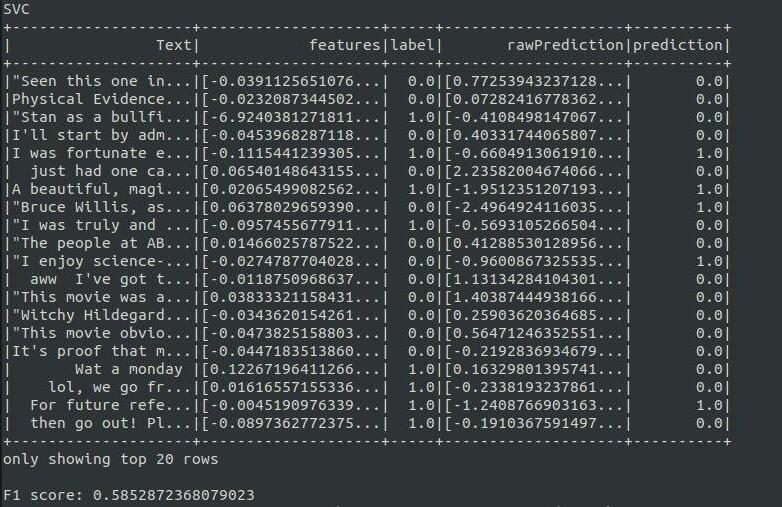 SVC
+--------------------+--------------------+-----+--------------------+----------+
|                Text|            features|label|       rawPrediction|prediction|
+--------------------+--------------------+-----+--------------------+----------+
|"Seen this one in...|[-0.0391125651076...|  0.0|[0.77253943237128...|       0.0|
|Physical Evidence...|[-0.0232087344502...|  0.0|[0.07282416778362...|       0.0|
|"Stan as a bullfi...|[-6.9240381271811...|  1.0|[-0.4108498147067...|       0.0|
|I'll start by adm...|[-0.0453968287118...|  0.0|[0.40331744065807...|       0.0|
|I was fortunate e...|[-0.1115441239305...|  1.0|[-0.6604913061910...|       1.0|
|  just had one ca...|[0.06540148643155...|  0.0|[2.23582004674066...|       0.0|
|A beautiful, magi...|[0.02065499082562...|  1.0|[-1.9512351207193...|       1.0|
|"Bruce Willis, as...|[0.06378029659390...|  0.0|[-2.4964924116035...|       1.0|
|"I was truly and ...|[-0.0957455677911...|  1.0|[-0.5693105266504...|       0.0|
|"The people at AB...|[0.01466025787522...|  0.0|[0.41288530128956...|       0.0|
|"I enjoy science-...|[-0.0274787704028...|  0.0|[-0.9600867325535...|       1.0|
|  aww  I've got t...|[-0.0118750968637...|  0.0|[1.13134284104301...|       0.0|
|"This movie was a...|[0.03833321158431...|  0.0|[1.40387444938166...|       0.0|
|"Witchy Hildegard...|[-0.0343620154261...|  0.0|[0.25903620364685...|       0.0|
|"This movie obvio...|[-0.0473825158803...|  0.0|[0.56471246352551...|       0.0|
|It's proof that m...|[-0.0447183513860...|  0.0|[-0.2192836934679...|       0.0|
|       Wat a monday |[0.12267196411266...|  1.0|[0.16329801395741...|       0.0|
|    lol, we go fr...|[0.01616557155336...|  1.0|[-0.2338193237861...|       0.0|
|  For future refe...|[-0.0045190976339...|  1.0|[-1.2408766903163...|       1.0|
|  then go out! Pl...|[-0.0897362772375...|  1.0|[-0.1910367591497...|       0.0|
+--------------------+--------------------+-----+--------------------+----------+
only showing top 20 rows

F1 score: 0.5852872368079023